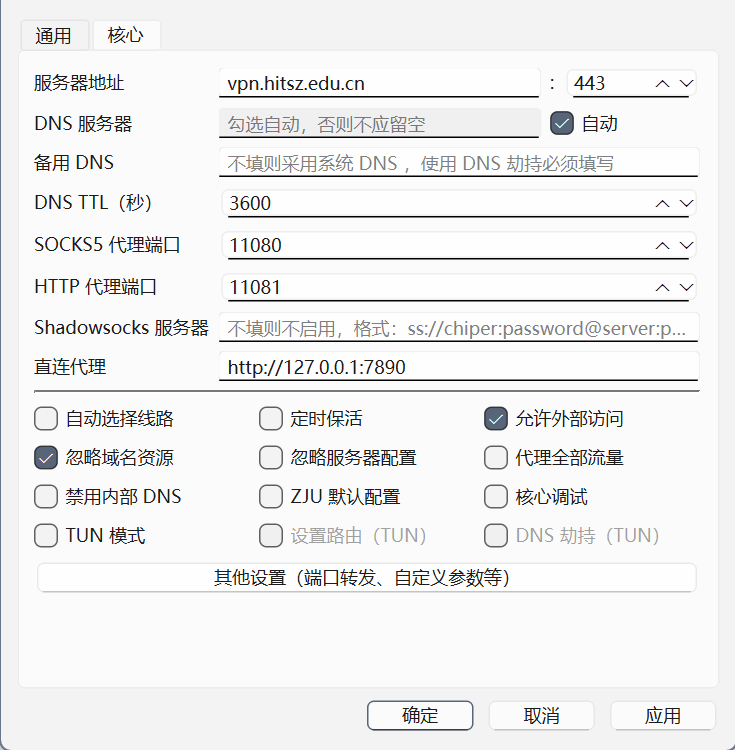 通用 核心
服务器地址 vpn.hitsz.edu.cn : 443
DNS 服务器 勾选自动，否则不应留空 自动
备用 DNS 不填则采用系统 DNS ，使用 DNS 劫持必须填写
DNS TTL（秒） 3600
SOCKS5 代理端口 11080
HTTP 代理端口 11081
Shadowsocks 服务器 不填则不启用，格式：ss://chiper:password@server:p...
直连代理 http://127.0.0.1:7890
自动选择线路 定时保活 允许外部访问
忽略域名资源 忽略服务器配置 代理全部流量
禁用内部 DNS ZJU 默认配置 核心调试
TUN 模式 设置路由（TUN） DNS 劫持（TUN）
其他设置（端口转发、自定义参数等）
确定 取消 应用